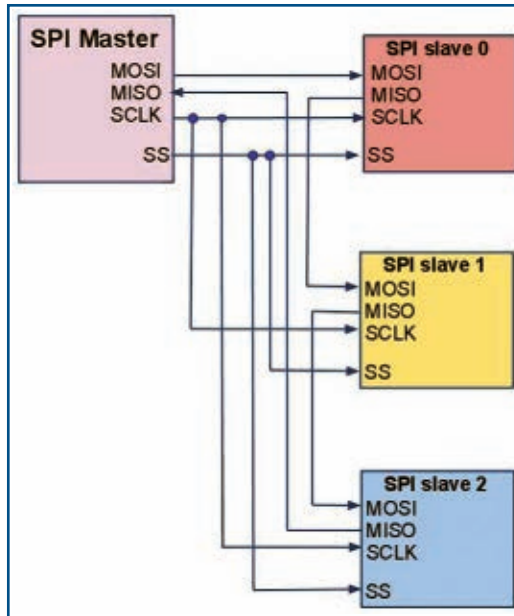 SPI Master
MOSI
MISO
SCLK
SS
SPI slave 0
MOSI
MISO
SCLK
SS
SPI slave 1
MOSI
MISO
SCLK
SS
SPI slave 2
MOSI
MISO
SCLK
SS